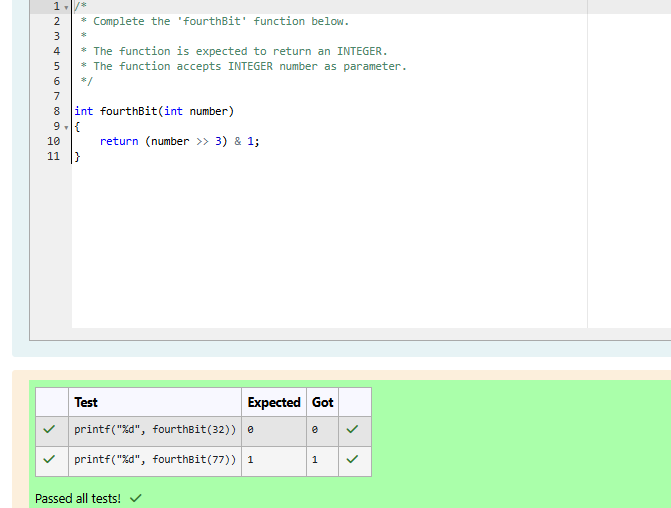 1 /*
2  * Complete the 'fourthBit' function below.
3  *
4  * The function is expected to return an INTEGER.
5  * The function accepts INTEGER number as parameter.
6  */
7
8 int fourthBit(int number)
9 {
10     return (number >> 3) & 1;
11 }
Test Expected Got
printf("%d", fourthBit(32)) 0 0
printf("%d", fourthBit(77)) 1 1
Passed all tests!